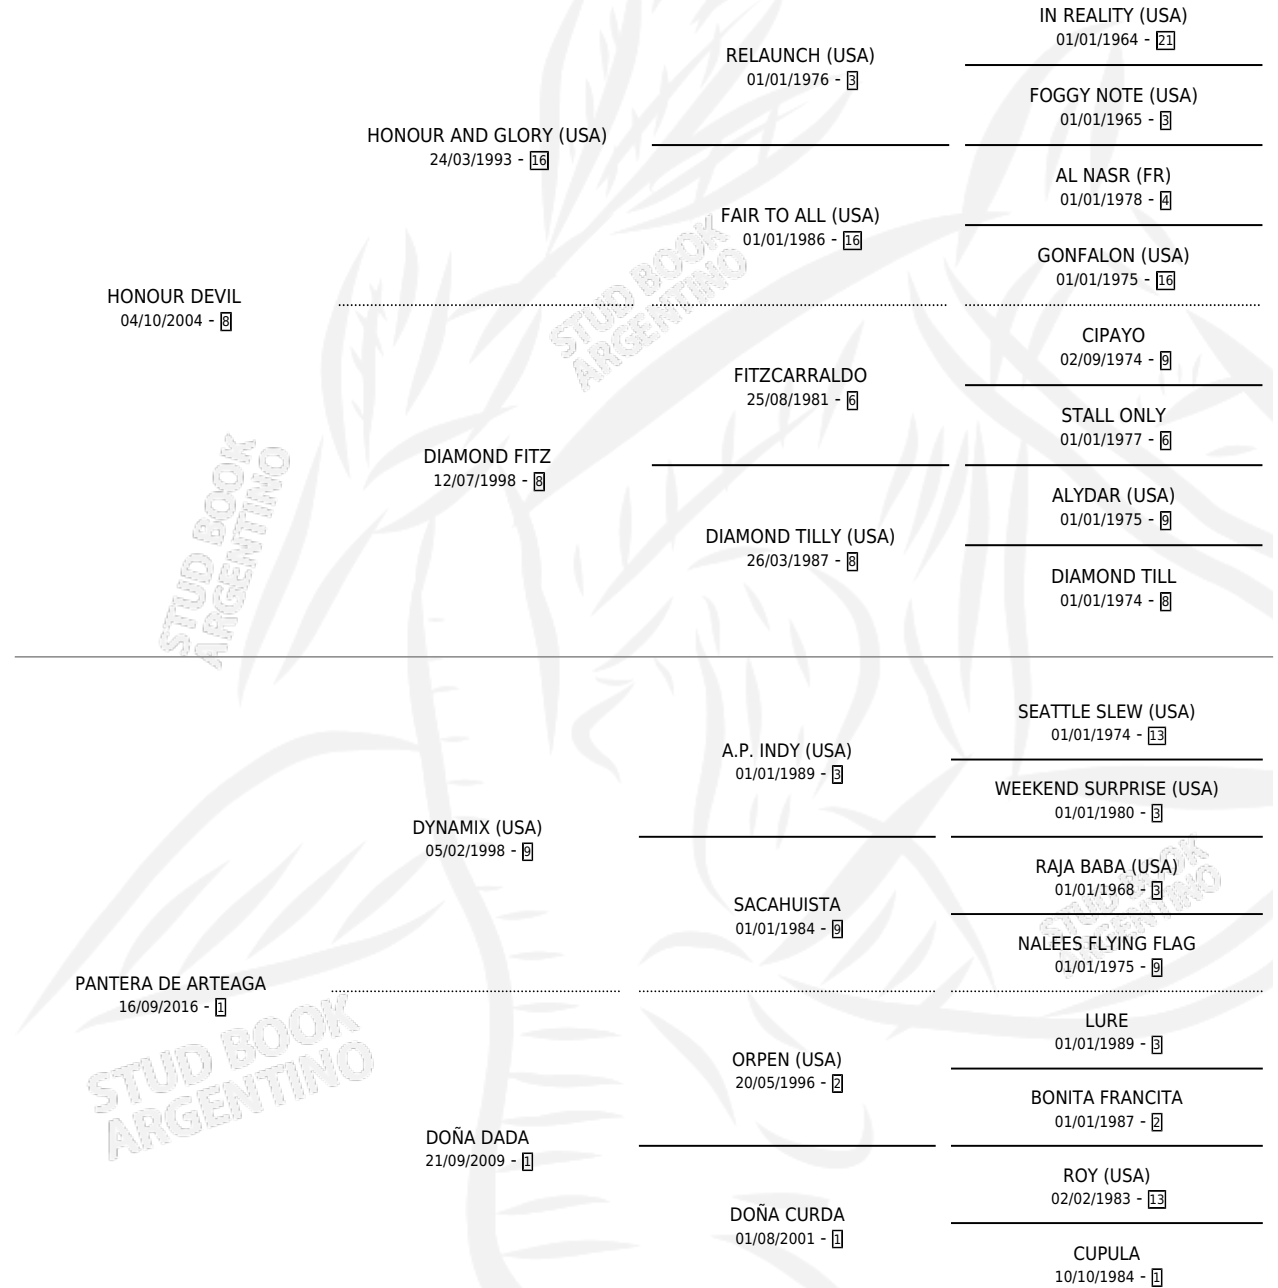 IN REALITY (USA)
01/01/1964 - 21
RELAUNCH (USA)
01/01/1976 - 3
FOGGY NOTE (USA)
01/01/1965 - 3
HONOUR AND GLORY (USA)
24/03/1993 - 16
AL NASR (FR)
01/01/1978 - 4
FAIR TO ALL (USA)
01/01/1986 - 16
GONFALON (USA)
01/01/1975 - 16
HONOUR DEVIL
04/10/2004 - 8
CIPAYO
02/09/1974 - 9
FITZCARRALDO
25/08/1981 - 6
STALL ONLY
01/01/1977 - 6
DIAMOND FITZ
12/07/1998 - 8
ALYDAR (USA)
01/01/1975 - 9
DIAMOND TILLY (USA)
26/03/1987 - 8
DIAMOND TILL
01/01/1974 - 8
STUD BOOK
ARGENTINO
STUD BOOK
ARGENTINO
SEATTLE SLEW (USA)
01/01/1974 - 13
A.P. INDY (USA)
01/01/1989 - 3
WEEKEND SURPRISE (USA)
01/01/1980 - 3
DYNAMIX (USA)
05/02/1998 - 9
RAJA BABA (USA)
01/01/1968 - 3
SACAHUISTA
01/01/1984 - 9
NALEES FLYING FLAG
01/01/1975 - 9
PANTERA DE ARTEAGA
16/09/2016 - 1
LURE
01/01/1989 - 3
ORPEN (USA)
20/05/1996 - 2
BONITA FRANCITA
01/01/1987 - 2
DOÑA DADA
21/09/2009 - 1
ROY (USA)
02/02/1983 - 13
DOÑA CURDA
01/08/2001 - 1
CUPULA
10/10/1984 - 1
STUD BOOK
ARGENTINO
STUD BOOK
ARGENTINO